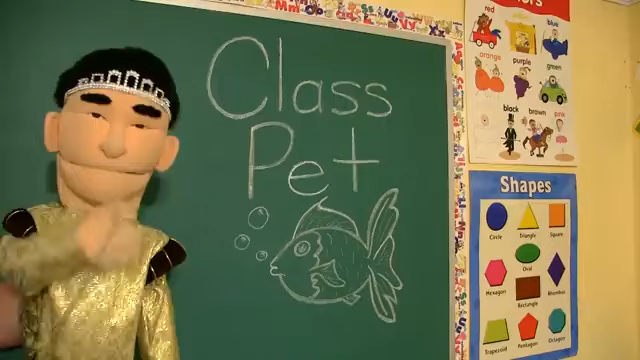 Class
Pet
red
blue
orange
purple
green
black
brown
pink
Shapes
Circle
Triangle
Square
Oval
Hexagon
Rhombus
Rectangle
Trapezoid
Pentagon
Octagon